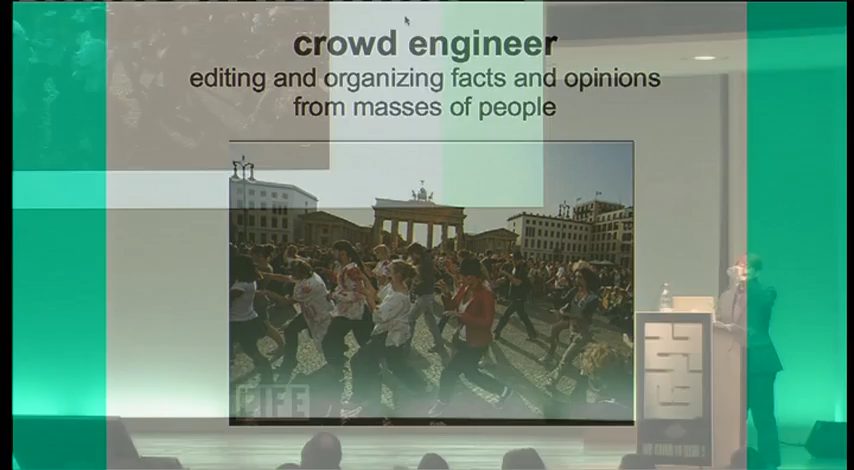 crowd engineer
editing and organizing facts and opinions
from masses of people
LIFE